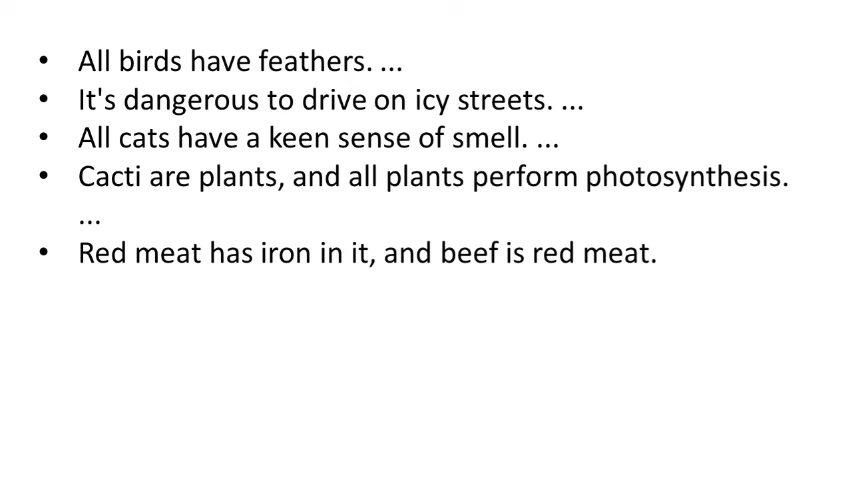 • All birds have feathers. ...
• It's dangerous to drive on icy streets. ...
• All cats have a keen sense of smell. ...
• Cacti are plants, and all plants perform photosynthesis.
...
• Red meat has iron in it, and beef is red meat.